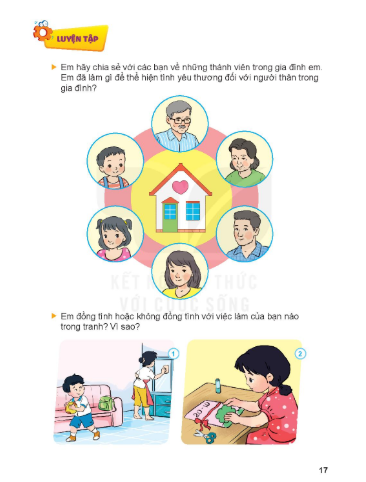 LUYỆN TẬP
Em hãy chia sẻ với các bạn về những thành viên trong gia đình em.
Em đã làm gì để thể hiện tình yêu thương đối với người thân trong
gia đình?
KẾT NỐI TRI THỨC
VỚI CUỘC SỐNG
Em đồng tình hoặc không đồng tình với việc làm của bạn nào
trong tranh? Vì sao?
1
2
17